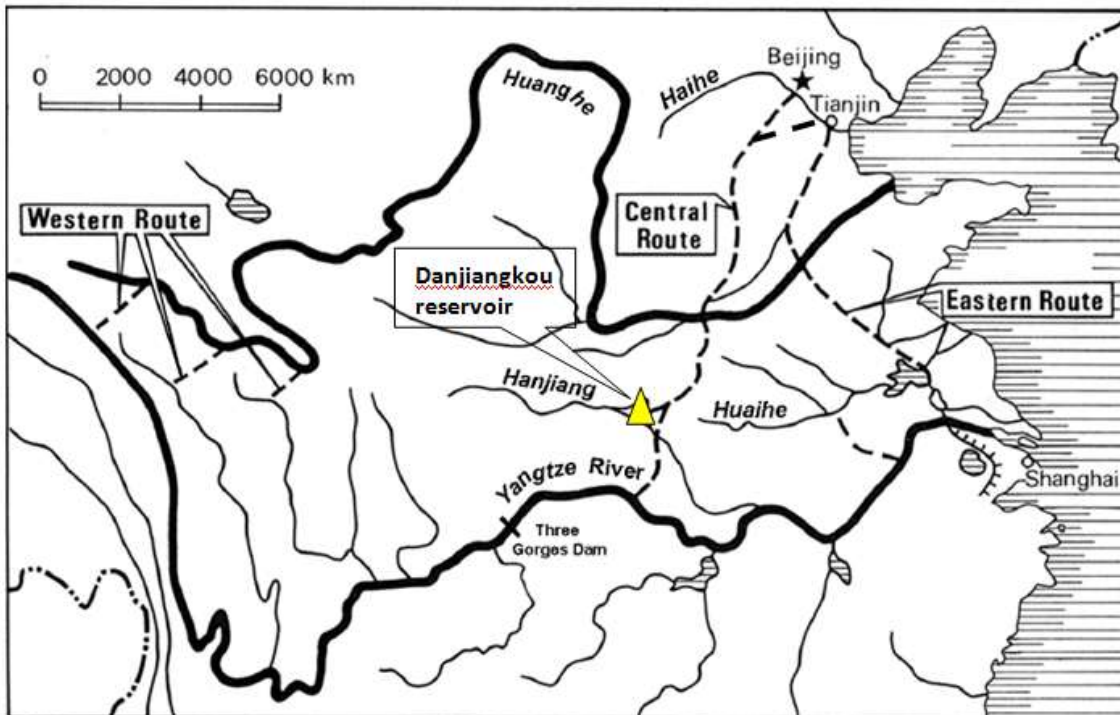 0 2000 4000 6000 km
Huanghe
Haihe
Beijing
Tianjin
Western Route
Central
Route
Danjiangkou
reservoir
Eastern Route
Hanjiang
Huaihe
Yangtze River
Three
Gorges Dam
Shanghai